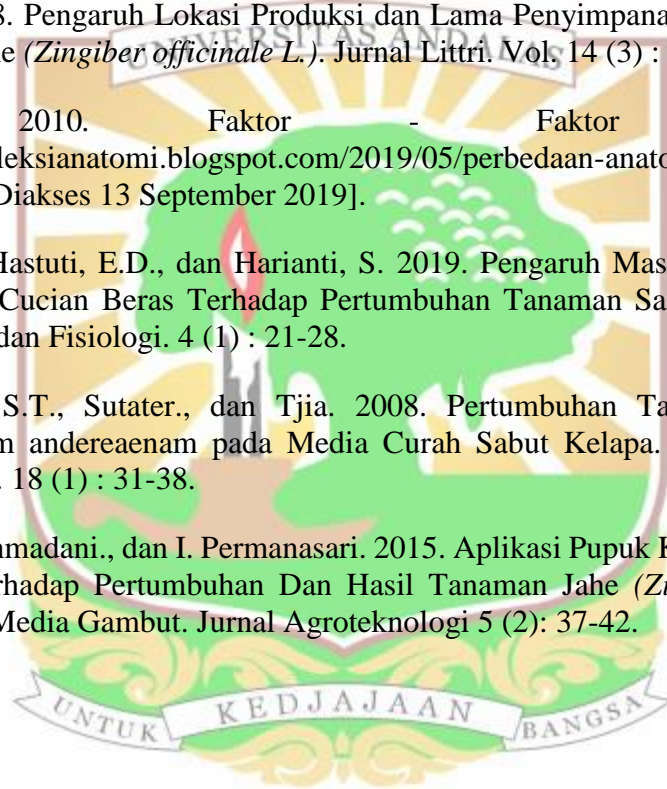 8. Pengaruh Lokasi Produksi dan Lama Penyimpana
e (Zingiber officinale L.). Jurnal Littri. Vol. 14 (3) :
UNIVERSITAS ANDALAS
2010. Faktor - Faktor
leksianatomi.blogspot.com/2019/05/perbedaan-anato
Diakses 13 September 2019].
Hastuti, E.D., dan Harianti, S. 2019. Pengaruh Mas
Cucian Beras Terhadap Pertumbuhan Tanaman Sa
dan Fisiologi. 4 (1) : 21-28.
S.T., Sutater., dan Tjia. 2008. Pertumbuhan Ta
m andereaenam pada Media Curah Sabut Kelapa.
. 18 (1) : 31-38.
hmadani., dan I. Permanasari. 2015. Aplikasi Pupuk K
rhadap Pertumbuhan Dan Hasil Tanaman Jahe (Zi
Media Gambut. Jurnal Agroteknologi 5 (2): 37-42.
UNTUK KEDJAJAAN BANGSA